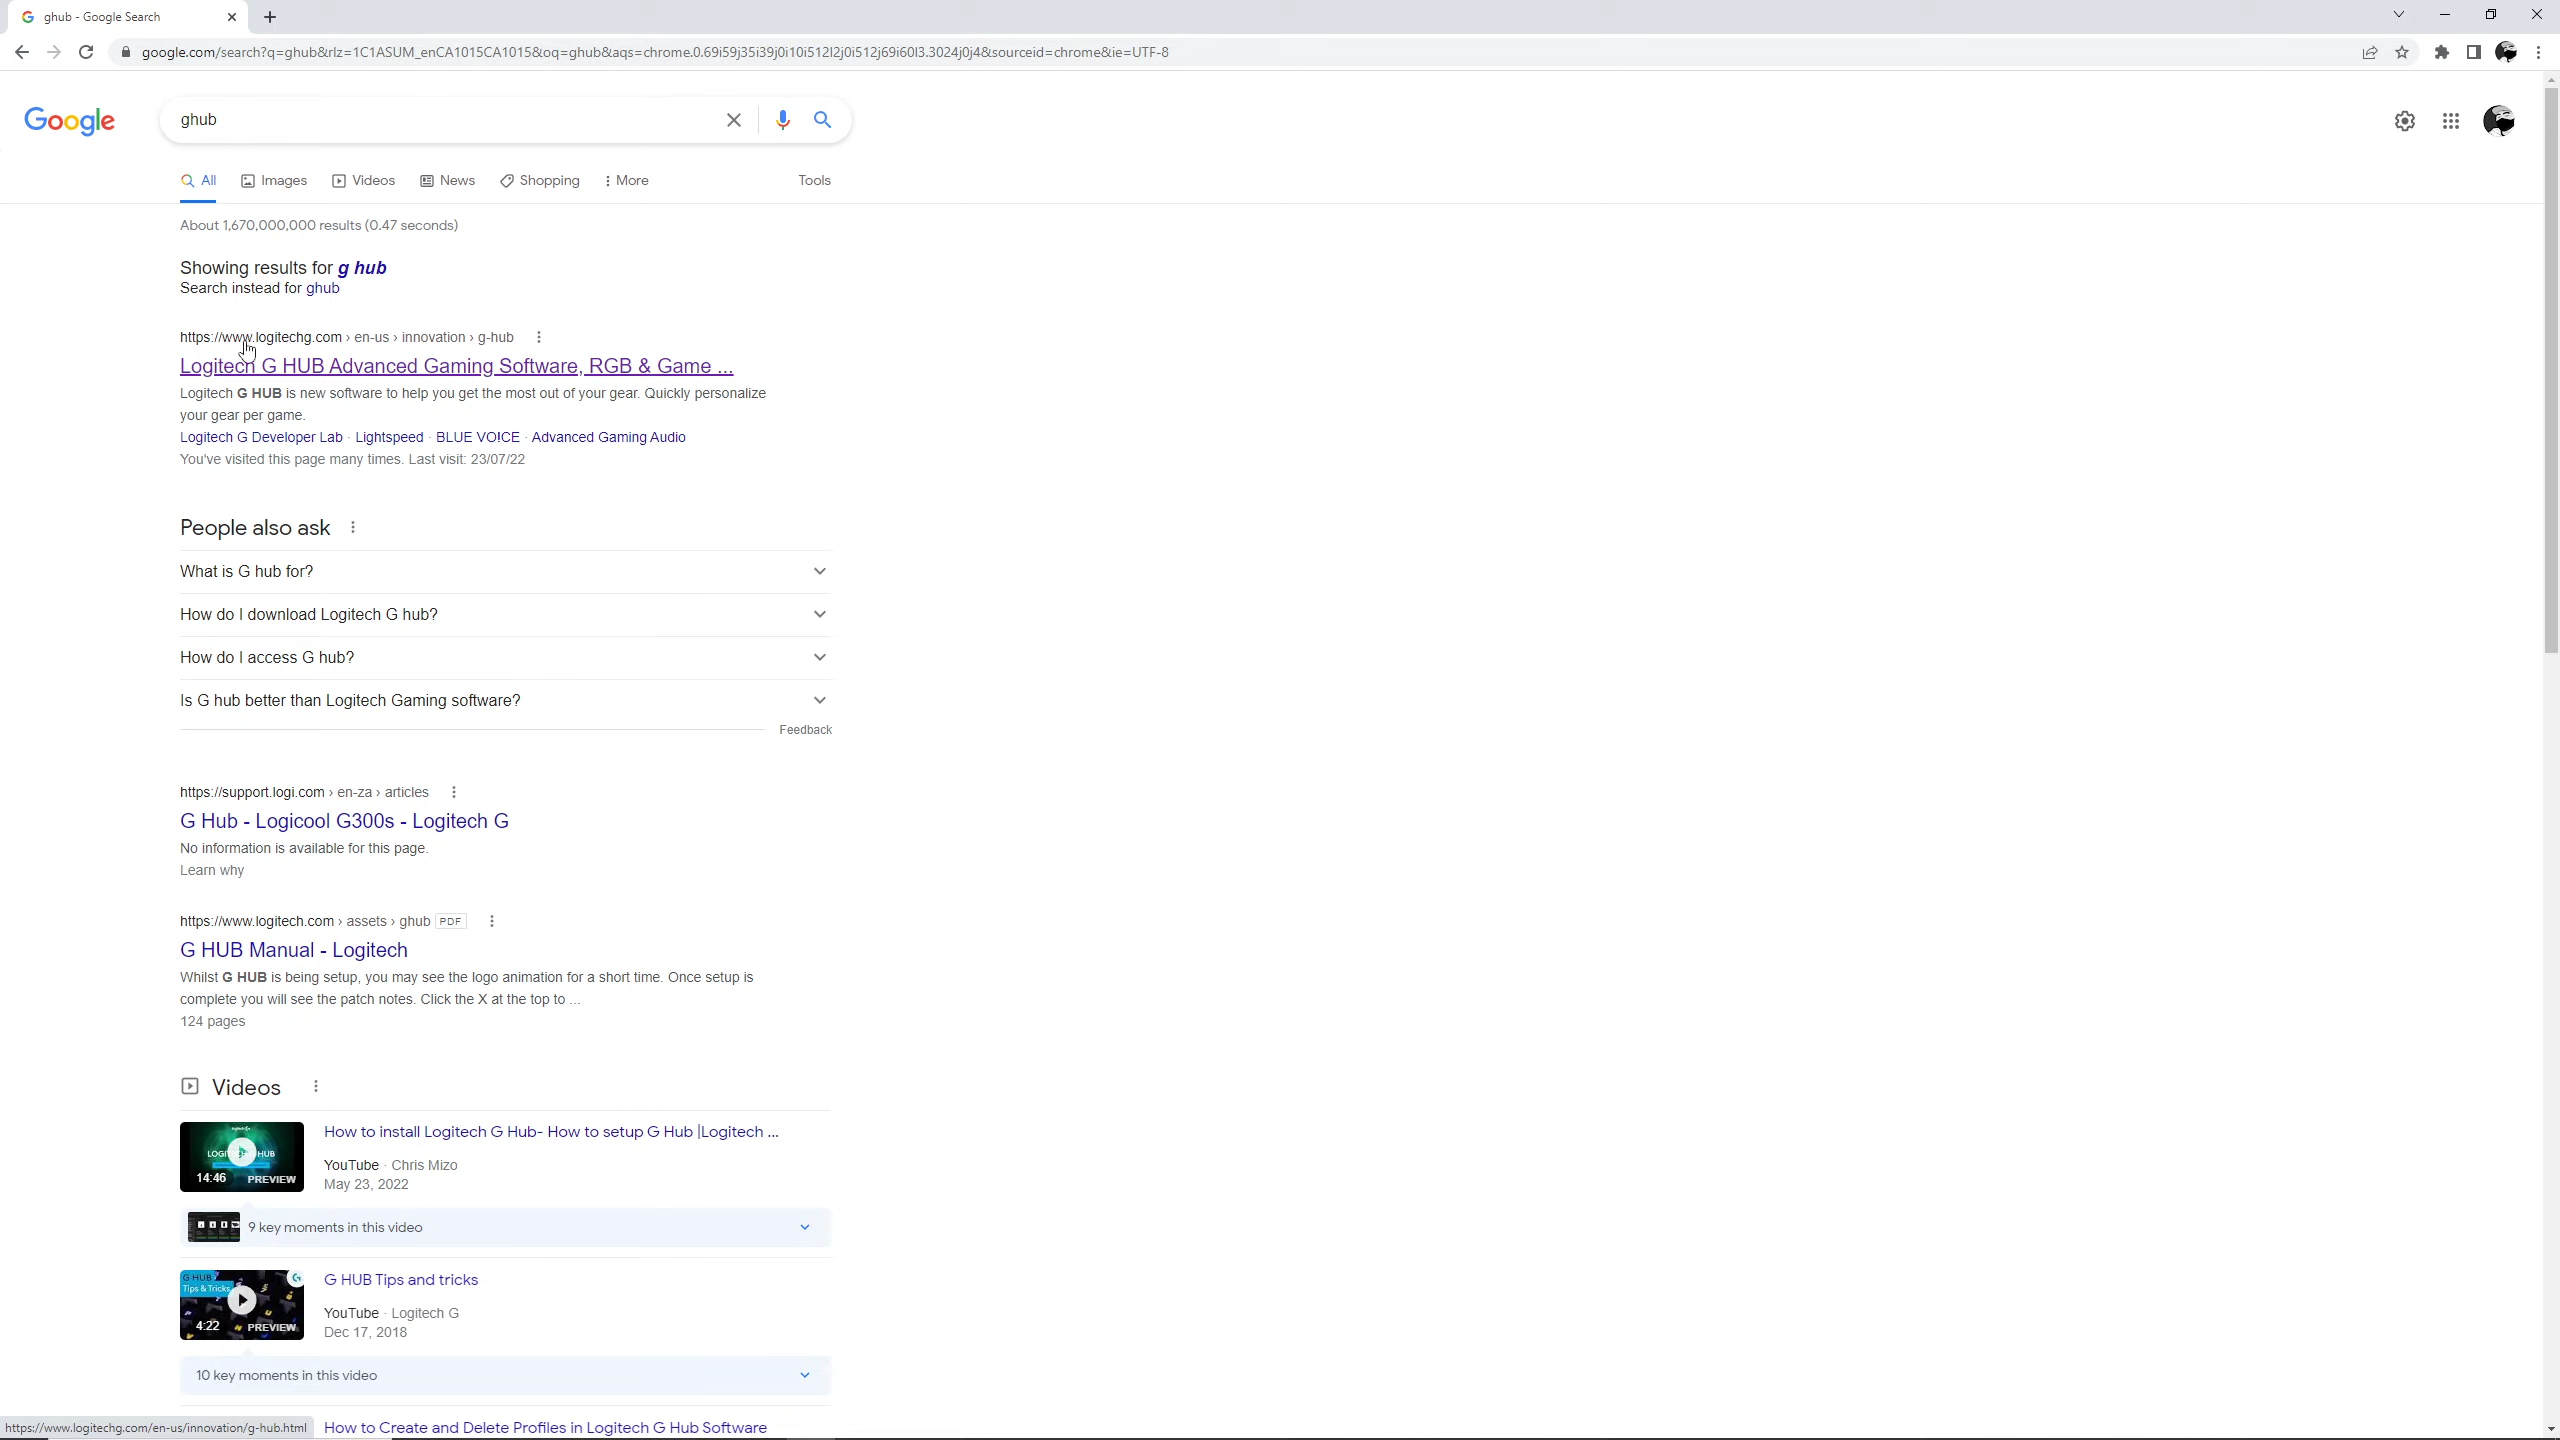 ghub - Google Search
google.com/search?q=ghub&rlz=1C1ASUM_enCA1015CA1015&oq=ghub&aqs=chrome.0.69i59j35i39j0i10i512l2j0i512j69i60l3.3024j0j4&sourceid=chrome&ie=UTF-8
Google
ghub
All Images Videos News Shopping More Tools
About 1,670,000,000 results (0.47 seconds)
Showing results for g hub
Search instead for ghub
https://www.logitechg.com › en-us › innovation › g-hub
Logitech G HUB Advanced Gaming Software, RGB & Game ...
Logitech G HUB is new software to help you get the most out of your gear. Quickly personalize
your gear per game.
Logitech G Developer Lab · Lightspeed · BLUE VO!CE · Advanced Gaming Audio
You've visited this page many times. Last visit: 23/07/22
People also ask
What is G hub for?
How do I download Logitech G hub?
How do I access G hub?
Is G hub better than Logitech Gaming software?
Feedback
https://support.logi.com › en-za › articles
G Hub - Logicool G300s - Logitech G
No information is available for this page.
Learn why
https://www.logitech.com › assets › ghub PDF
G HUB Manual - Logitech
Whilst G HUB is being setup, you may see the logo animation for a short time. Once setup is
complete you will see the patch notes. Click the X at the top to ...
124 pages
Videos
How to install Logitech G Hub- How to setup G Hub |Logitech ...
YouTube · Chris Mizo
May 23, 2022
14:46 PREVIEW
9 key moments in this video
G HUB
Tips & Tricks
G HUB Tips and tricks
YouTube · Logitech G
Dec 17, 2018
4:22 PREVIEW
10 key moments in this video
How to Create and Delete Profiles in Logitech G Hub Software
https://www.logitechg.com/en-us/innovation/g-hub.html